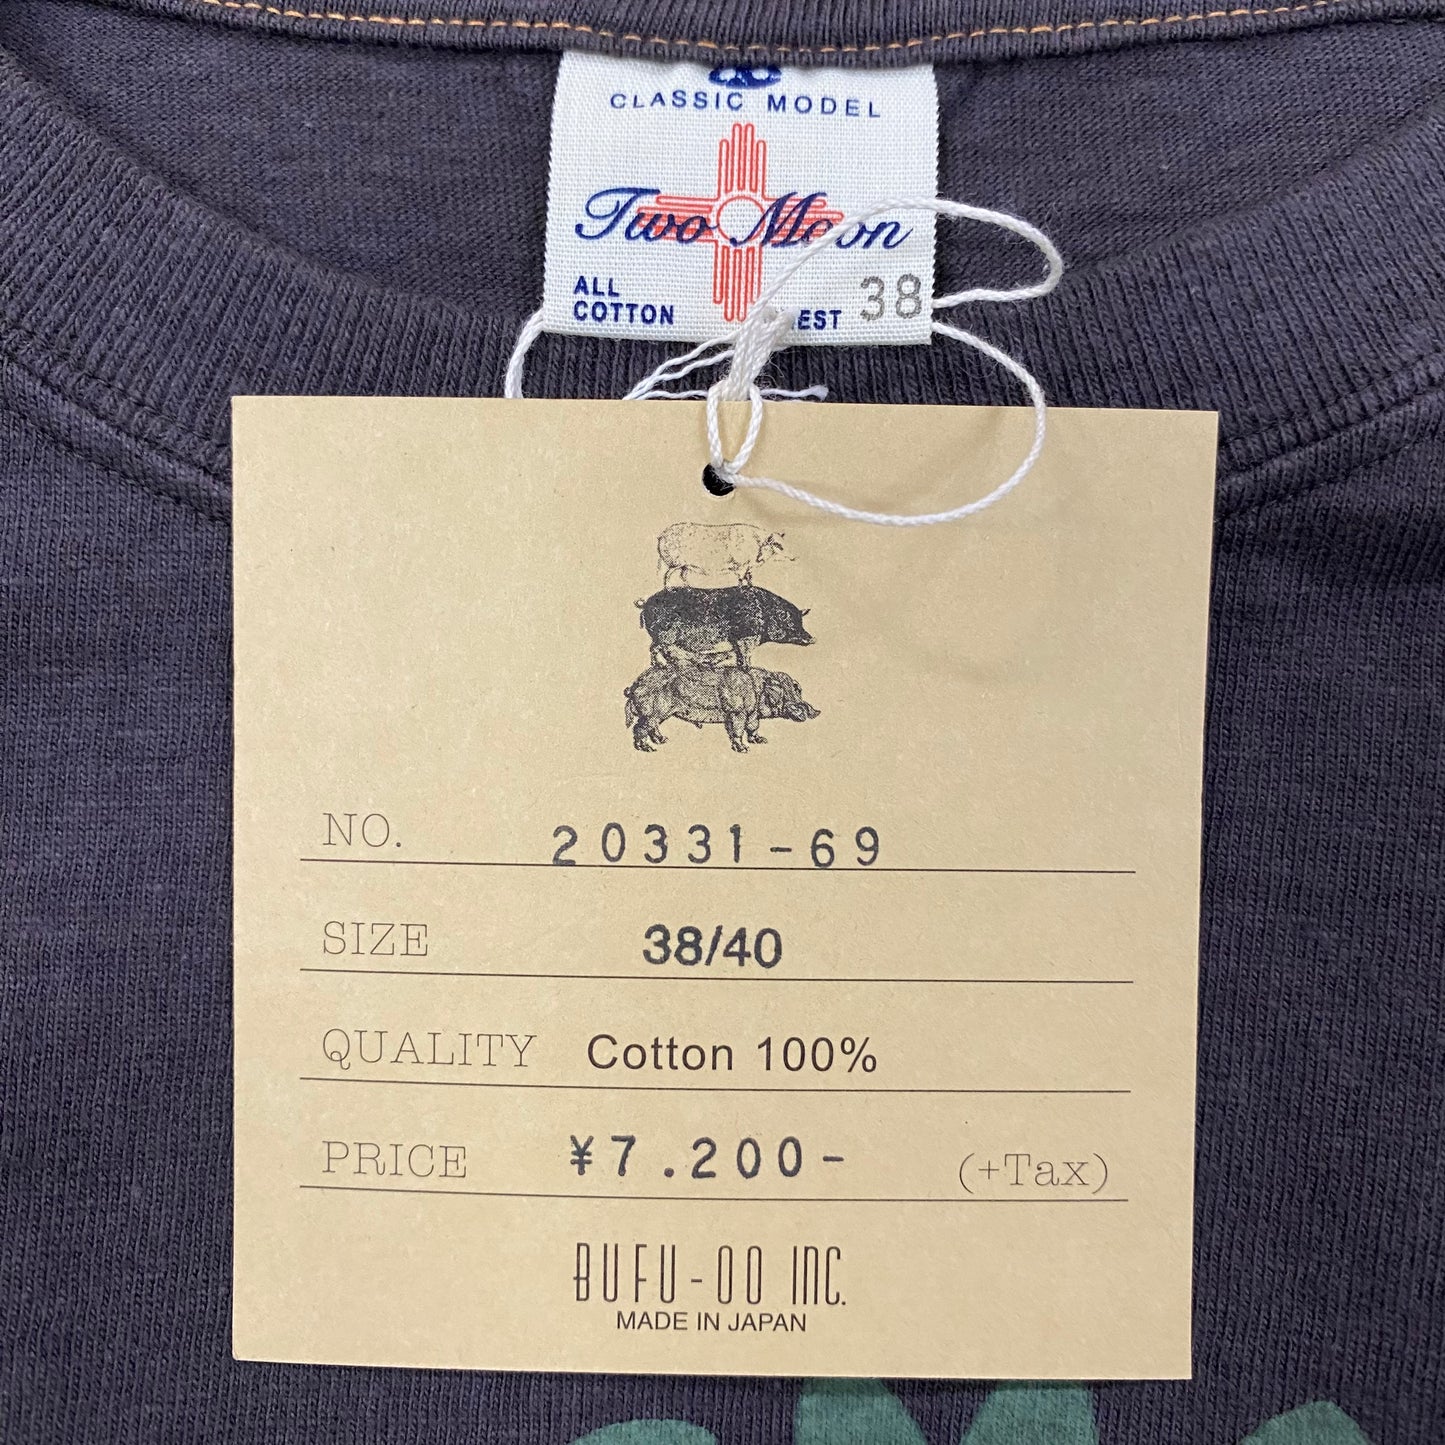 CLASSIC MODEL
Two Moon
ALL
COTTON
38
NO. 20331-69
SIZE 38/40
QUALITY Cotton 100%
PRICE ¥7.200- (+Tax)
BUFU-OO INC.
MADE IN JAPAN